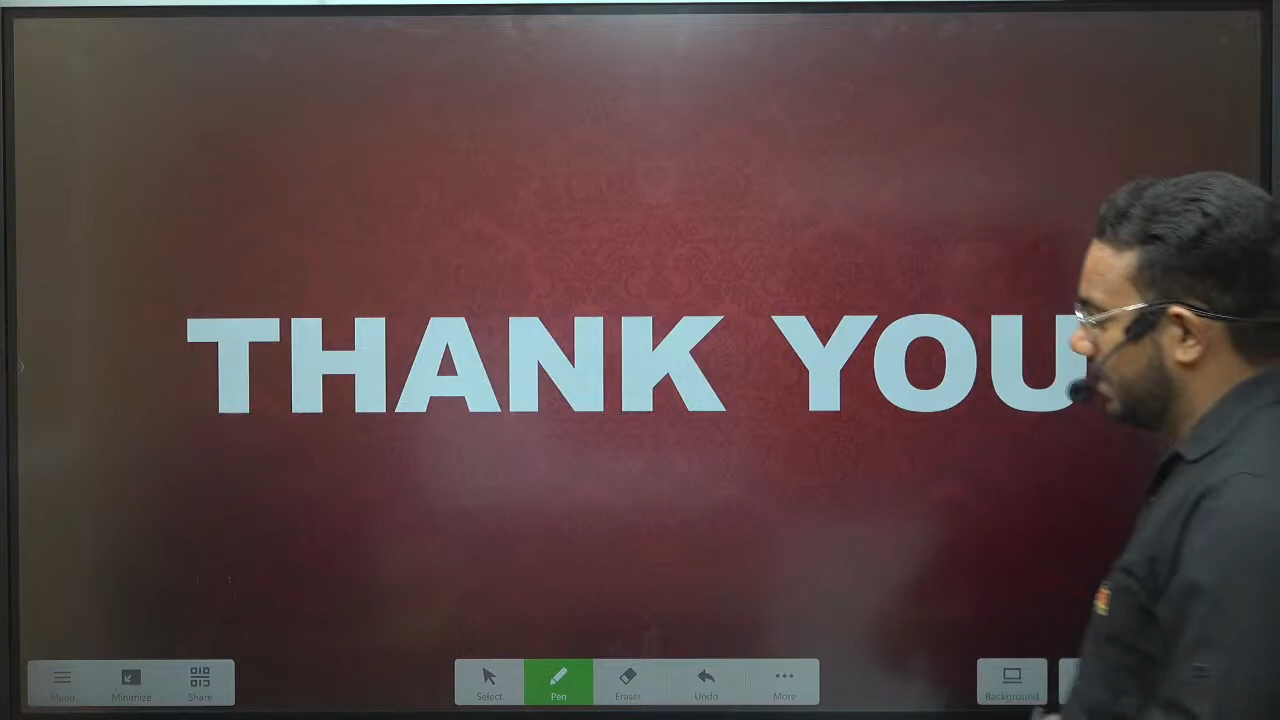 THANK YOU
Menu
Minimize
Share
Select
Pen
Eraser
Undo
More
Background